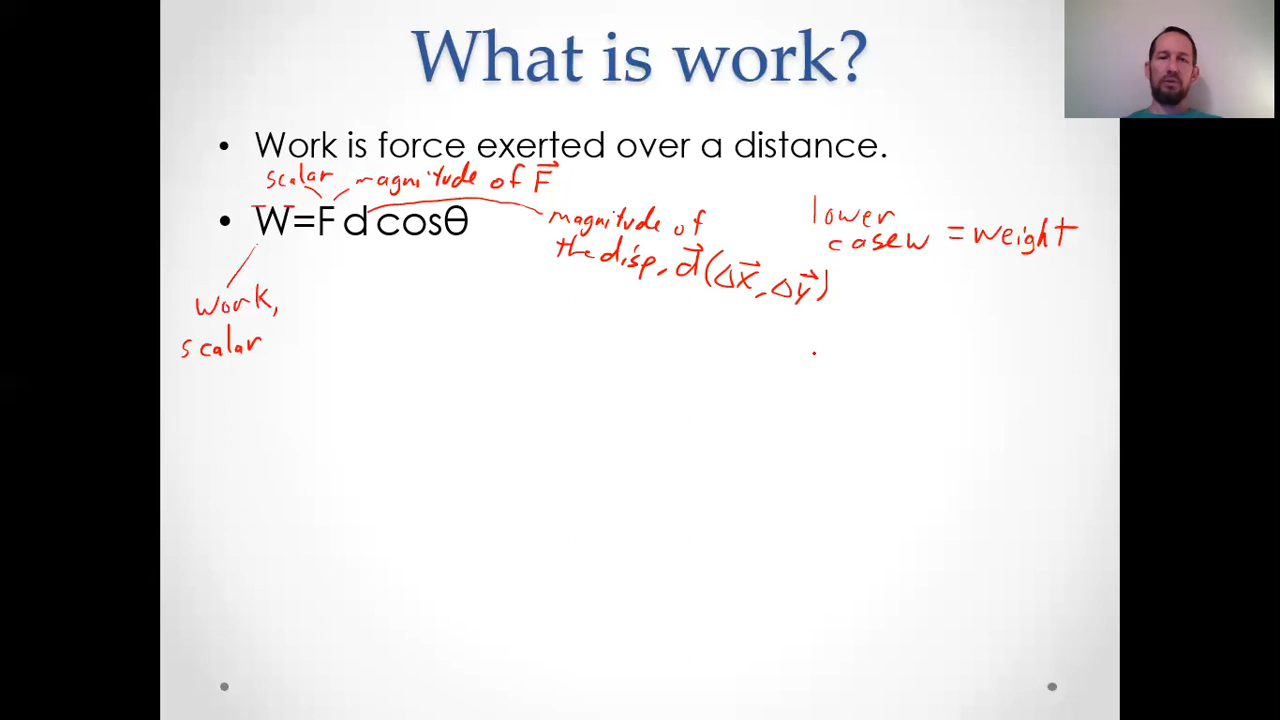 What is work?
• Work is force exerted over a distance.
scalar magnitude of F⃗
• W=F d cosθ
magnitude of
the disp, d⃗ (Δx⃗, Δy⃗)
lower
case w = weight
work,
scalar